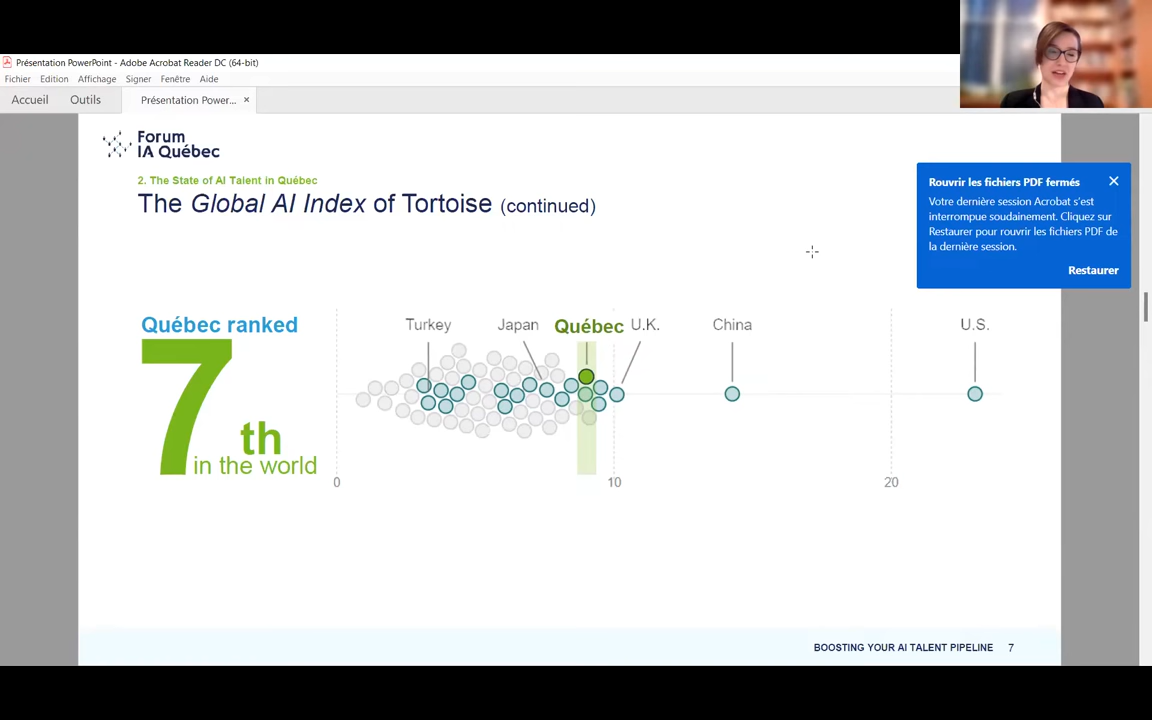 Présentation PowerPoint - Adobe Acrobat Reader DC (64-bit)
Fichier Edition Affichage Signer Fenêtre Aide
Accueil Outils Présentation Power... ×
Forum
IA Québec
2. The State of AI Talent in Québec
The Global AI Index of Tortoise (continued)
Rouvrir les fichiers PDF fermés
Votre dernière session Acrobat s'est
interrompue soudainement. Cliquez sur
Restaurer pour rouvrir les fichiers PDF de
la dernière session.
Restaurer
Québec ranked
7th
in the world
Turkey Japan Québec U.K. China U.S.
0 10 20
BOOSTING YOUR AI TALENT PIPELINE 7